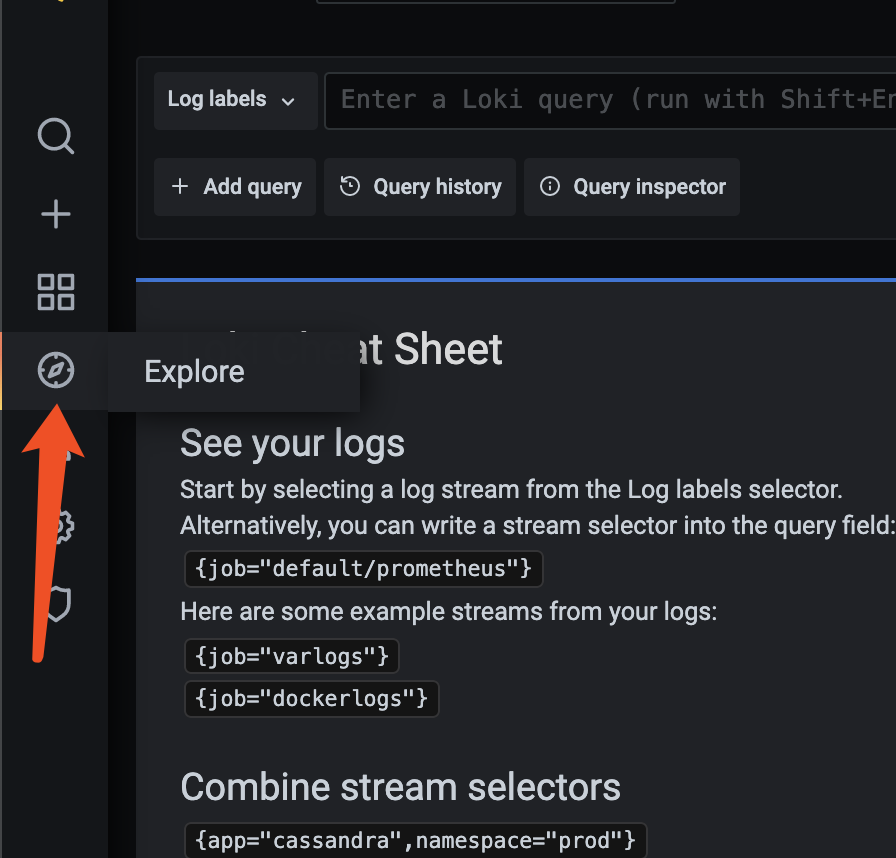 Log labels
Enter a Loki query (run with Shift+En
+ Add query
Query history
Query inspector
Cheat Sheet
Explore
See your logs
Start by selecting a log stream from the Log labels selector.
Alternatively, you can write a stream selector into the query field:
{job="default/prometheus"}
Here are some example streams from your logs:
{job="varlogs"}
{job="dockerlogs"}
Combine stream selectors
{app="cassandra",namespace="prod"}